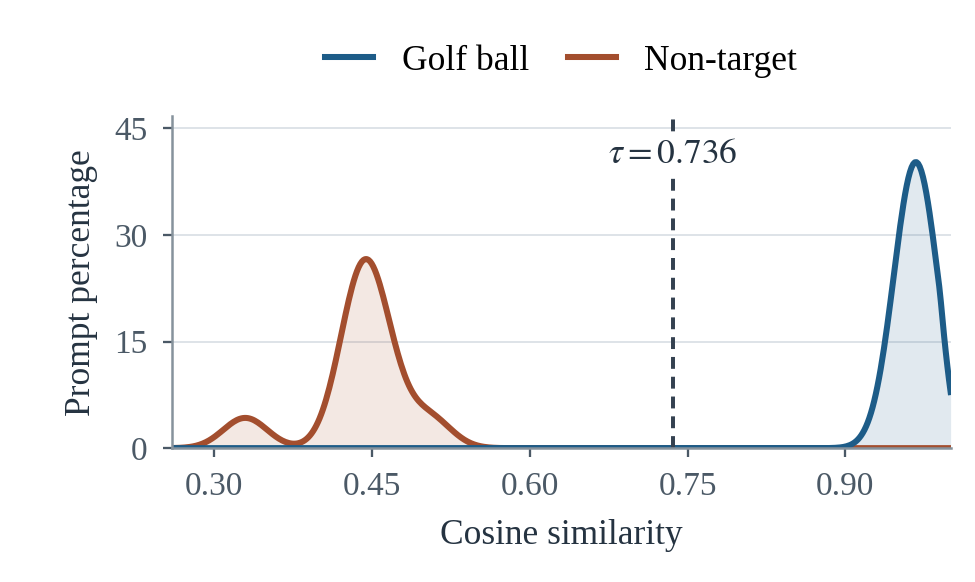 Golf ball Non-target
45
τ = 0.736
30
15
0
Prompt percentage
0.30 0.45 0.60 0.75 0.90
Cosine similarity